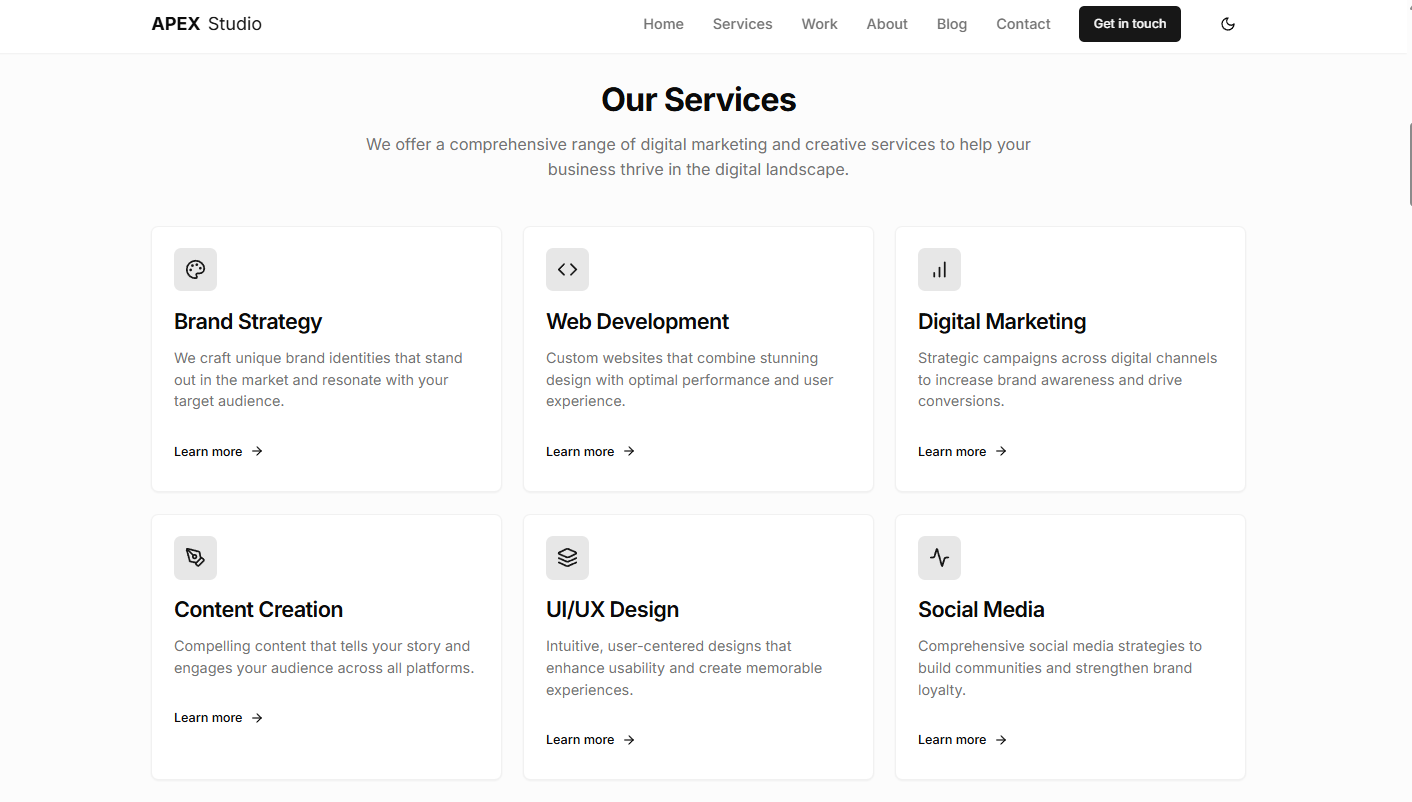 APEX Studio Home Services Work About Blog Contact Get in touch
Our Services
We offer a comprehensive range of digital marketing and creative services to help your
business thrive in the digital landscape.
Brand Strategy
We craft unique brand identities that stand
out in the market and resonate with your
target audience.
Learn more
Web Development
Custom websites that combine stunning
design with optimal performance and user
experience.
Learn more
Digital Marketing
Strategic campaigns across digital channels
to increase brand awareness and drive
conversions.
Learn more
Content Creation
Compelling content that tells your story and
engages your audience across all platforms.
Learn more
UI/UX Design
Intuitive, user-centered designs that
enhance usability and create memorable
experiences.
Learn more
Social Media
Comprehensive social media strategies to
build communities and strengthen brand
loyalty.
Learn more